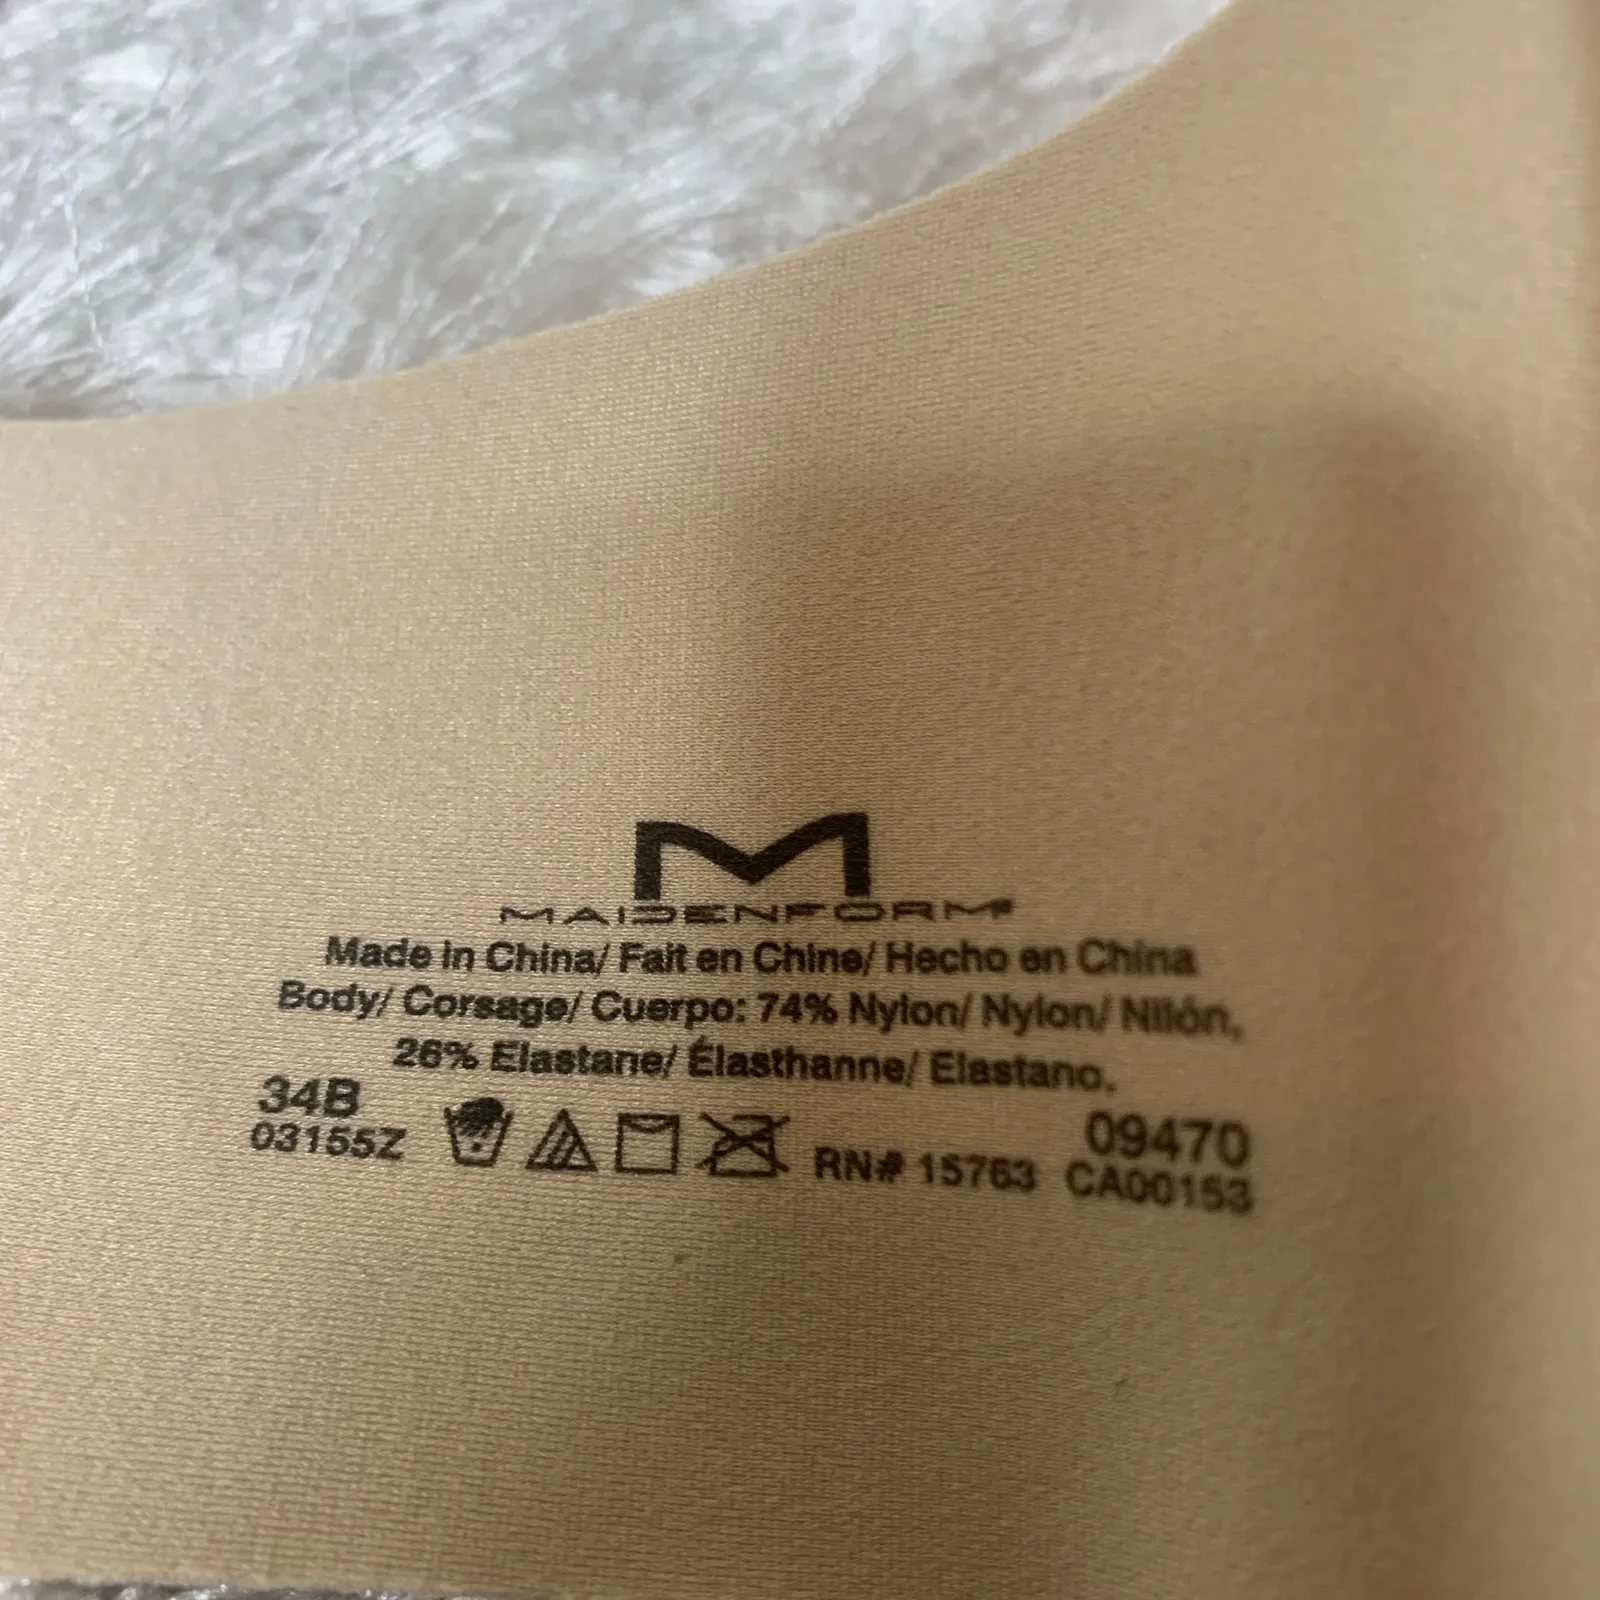 M
MAIDENFORM®
Made in China/ Fait en Chine/ Hecho en China
Body/ Corsage/ Cuerpo: 74% Nylon/ Nylon/ Nilón,
26% Elastane/ Élasthanne/ Elastano.
34B 09470
03155Z RN# 15763 CA00153